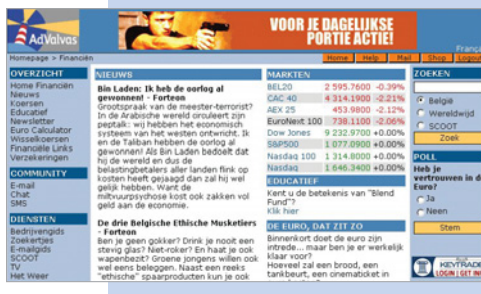 AdValvas
VOOR JE DAGELIJKSE
PORTIE ACTIE!
França
Homepage > Financiën
Home Help Mail Shop Logout
OVERZICHT
Home Financiën
Nieuws
Koersen
Educatief
Newsletter
Euro Calculator
Wisselkoersen
Financiële Links
Verzekeringen
COMMUNITY
E-mail
Chat
SMS
DIENSTEN
Bedrijvengids
Zoekertjes
E-mailgids
SCOOT
TV
Het Weer
NIEUWS
Bin Laden: Ik heb de oorlog al
gewonnen! - Forteon
Grootspraak van de meester-terrorist?
In de Arabische wereld circuleert zijn
peptalk: wij hebben het economisch
systeem van het westen ontwricht. Ik
en de Taliban hebben de oorlog al
gewonnen! Als Bin Laden bedoelt dat
hij de wereld en dus de
belastingbetalers aller landen flink op
kosten heeft gejaagd dan zal hij wel
gelijk hebben. Want de
miltvuurpsychose kost ook zakken vol
geld aan de economie.
De drie Belgische Ethische Musketiers
- Forteon
Ben je geen gokker? Drink je nooit een
stevig glas? Niet-roker? En haat je ook
wapenbezit? Groene jongens willen ook
wel eens beleggen. Naast een reeks
"ethische" spaarproducten kun je ook
MARKTEN
BEL20 2 595.7600 -0.39%
CAC 40 4 314.1900 -2.21%
AEX 25 453.9800 -2.12%
EuroNext 100 738.1100 -2.06%
Dow Jones 9 232.9700 +0.00%
S&P500 1 077.0900 +0.00%
Nasdaq 100 1 314.8000 +0.00%
Nasdaq 1 646.3400 +0.00%
EDUCATIEF
Kent u de betekenis van "Blend
Fund"?
Klik hier
DE EURO, DAT ZIT ZO
Binnenkort doet de euro zijn
intrede... maar ben je er werkelijk
klaar voor?
Hoeveel zal een brood, een
tankbeurt, een cinematicket in
ZOEKEN
België
Wereldwijd
SCOOT
Zoek
POLL
Heb je
vertrouwen in de
Euro?
Ja
Neen
Stem
KEYTRADE
LOGIN | GET IN